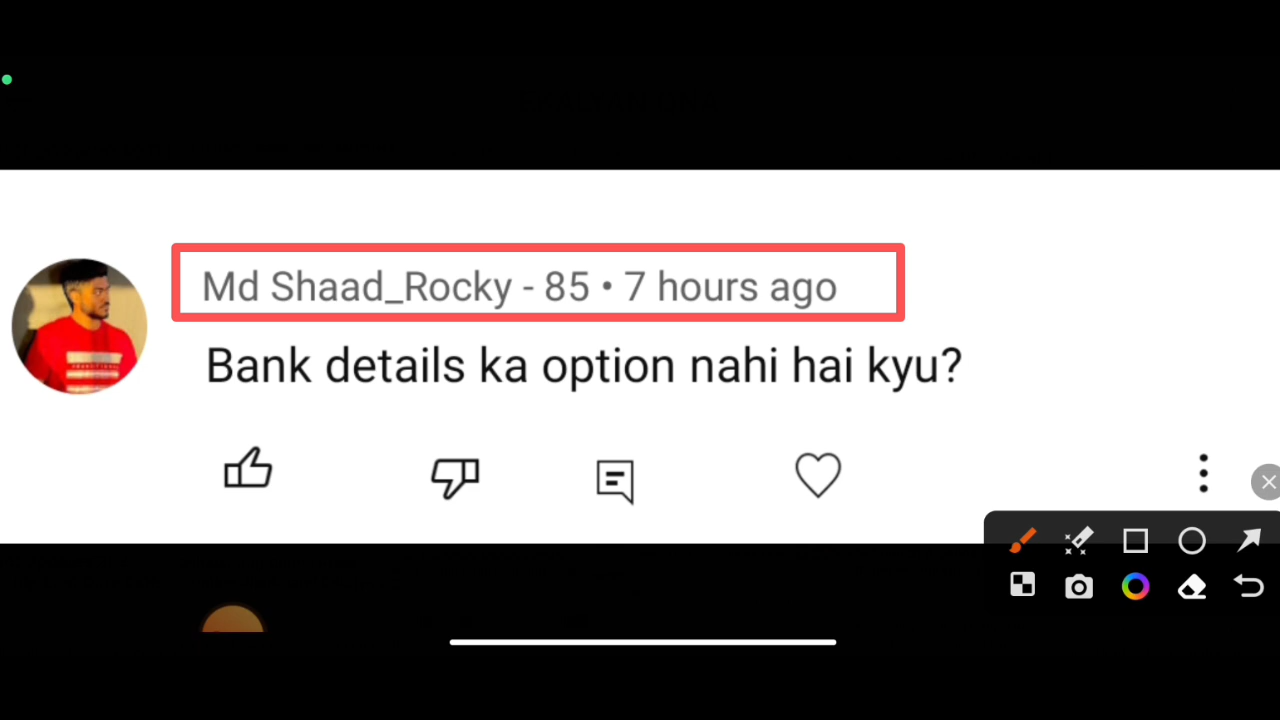 Md Shaad_Rocky - 85 • 7 hours ago
Bank details ka option nahi hai kyu?